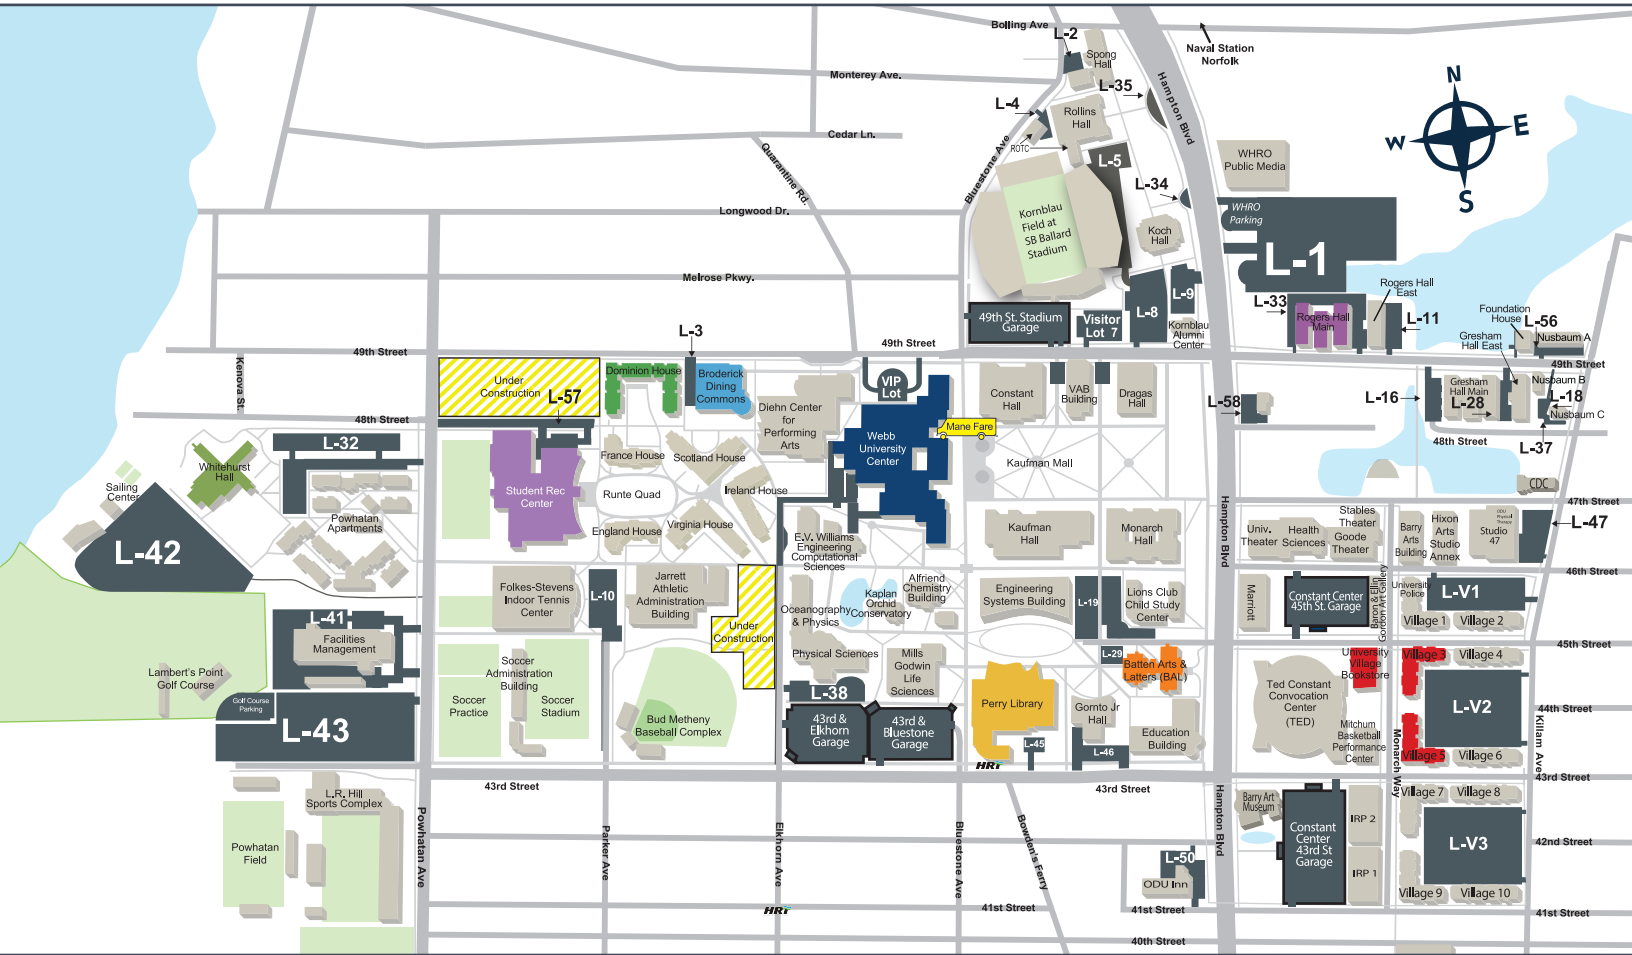 Bolling Ave
L-2
Naval Station
Norfolk
Spong
Hall
Monterey Ave.
Hampton Blvd
L-35
L-4
Rollins
Hall
Cedar Ln.
ROTC
Bluestone Ave
Quarantine Rd.
L-5
L-34
WHRO
Public Media
N
W
E
S
WHRO
Parking
Longwood Dr.
Kornblau
Field at
SB Ballard
Stadium
Koch
Hall
L-1
Melrose Pkwy.
L-9
L-8
Rogers Hall
East
L-33
Rogers Hall
Main
L-11
49th St. Stadium
Garage
Visitor
Lot 7
Kornblau
Alumni
Center
Foundation
House
L-56
Gresham
Hall East
Nusbaum A
L-3
49th Street
49th Street
49th Street
Kenova St.
Under
Construction
L-57
Dominion House
Broderick
Dining
Commons
VIP
Lot
Diehn Center
for
Performing
Arts
Constant
Hall
VAB
Building
Dragas
Hall
L-58
L-16
Gresham
Hall Main
L-28
Nusbaum B
L-18
Nusbaum C
48th Street
48th Street
L-37
L-32
Mane Fare
Webb
University
Center
Whitehurst
Hall
France House
Scotland House
Kaufman Mall
Sailing
Center
Student Rec
Center
Runte Quad
Ireland House
CDC
47th Street
Powhatan
Apartments
England House
Virginia House
Hampton Blvd
L-42
E.V. Williams
Engineering
Computational
Sciences
Kaufman
Hall
Monarch
Hall
Univ.
Theater
Health
Sciences
Stables
Theater
Goode
Theater
Barry
Arts
Building
Hixon
Arts
Studio
Annex
ODU
Physical
Therapy
Studio
47
L-47
46th Street
Folkes-Stevens
Indoor Tennis
Center
L-10
Jarrett
Athletic
Administration
Building
Under
Construction
Oceanography
& Physics
Kaplan
Orchid
Conservatory
Alfriend
Chemistry
Building
Engineering
Systems Building
L-19
Lions Club
Child Study
Center
Marriott
Constant Center
45th St. Garage
Baron & Ellin
Gordon Art Gallery
University
Police
L-V1
Village 1
Village 2
45th Street
L-41
Facilities
Management
Physical Sciences
Mills
Godwin
Life
Sciences
L-29
Batten Arts &
Latters (BAL)
University
Village
Bookstore
Village 3
Village 4
Lambert's Point
Golf Course
Soccer
Administration
Building
Soccer
Practice
Soccer
Stadium
Golf Course
Parking
L-43
Bud Metheny
Baseball Complex
L-38
43rd &
Elkhorn
Garage
43rd &
Bluestone
Garage
Perry Library
Gornto Jr
Hall
L-45
L-46
Education
Building
Ted Constant
Convocation
Center
(TED)
Mitchum
Basketball
Performance
Center
L-V2
44th Street
Killam Ave
Monarch Way
Village 5
Village 6
HRT
43rd Street
43rd Street
43rd Street
L.R. Hill
Sports Complex
Powhatan Ave
Parker Ave
Elkhorn Ave
Bluestone Ave
Bowden's Ferry
Hampton Blvd
Barry Art
Museum
Constant
Center
43rd St
Garage
IRP 2
IRP 1
Village 7
Village 8
L-V3
42nd Street
Powhatan
Field
L-50
ODU Inn
Village 9
Village 10
HRT
41st Street
41st Street
41st Street
40th Street